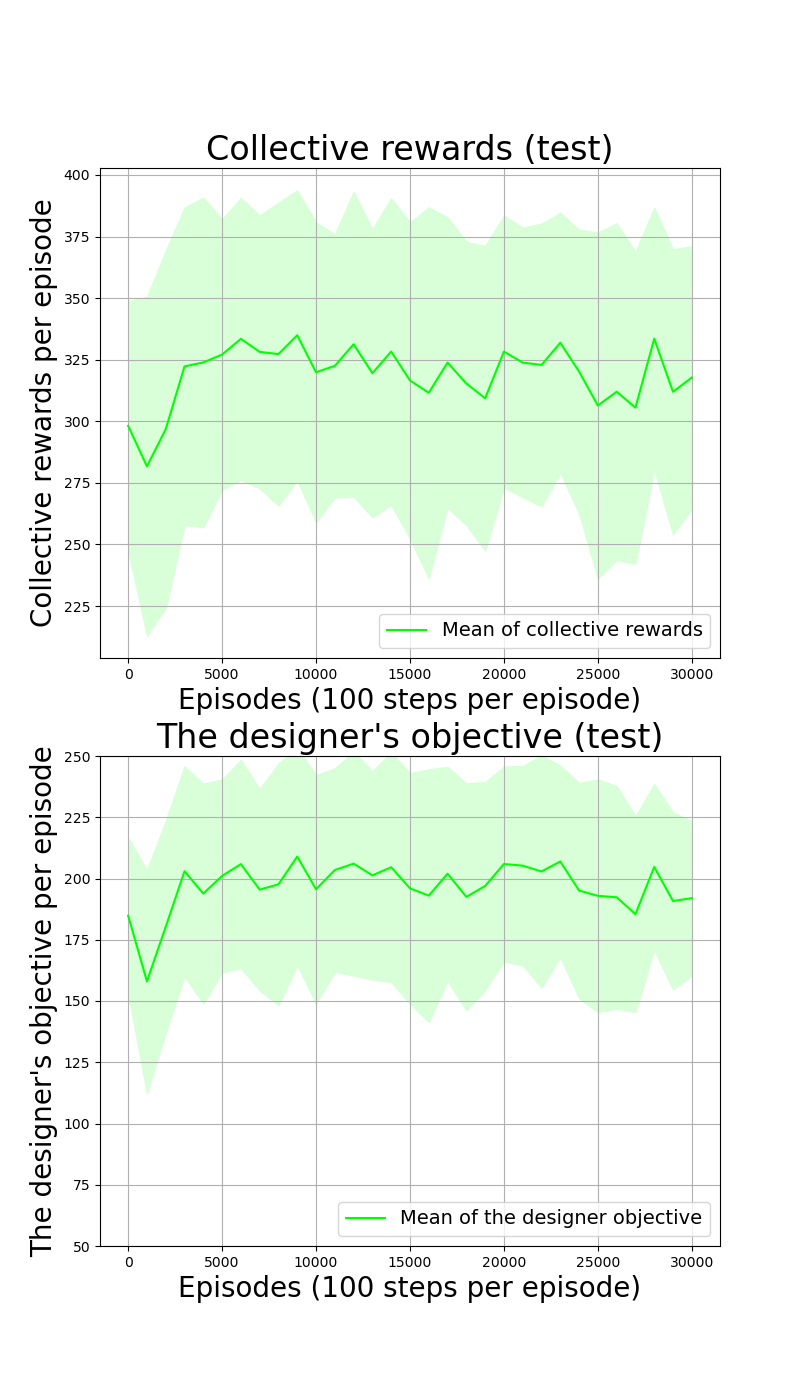 Collective rewards (test)
Collective rewards per episode
400
375
350
325
300
275
250
225
Mean of collective rewards
0 5000 10000 15000 20000 25000 30000
Episodes (100 steps per episode)
The designer's objective (test)
The designer's objective per episode
250
225
200
175
150
125
100
75
50
Mean of the designer objective
0 5000 10000 15000 20000 25000 30000
Episodes (100 steps per episode)